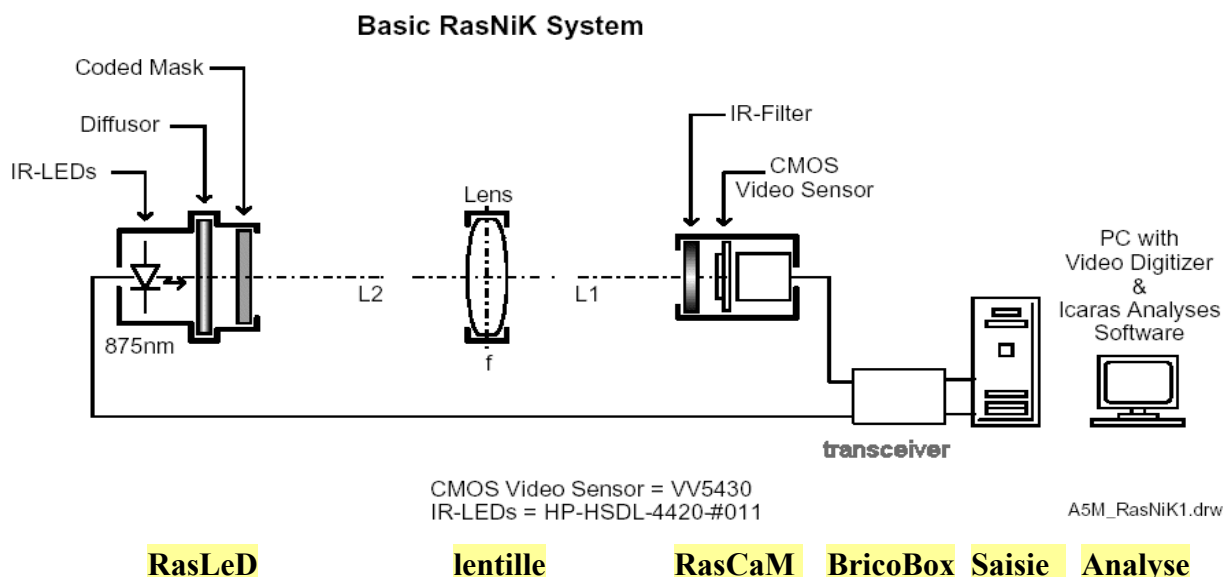 Basic RasNiK System
Coded Mask
Diffusor
IR-LEDs
Lens
IR-Filter
CMOS
Video Sensor
PC with
Video Digitizer
&
Icaras Analyses
Software
L2
L1
875nm
f
transceiver
CMOS Video Sensor = VV5430
IR-LEDs = HP-HSDL-4420-#011
A5M_RasNiK1.drw
RasLeD lentille RasCaM BricoBox Saisie Analyse